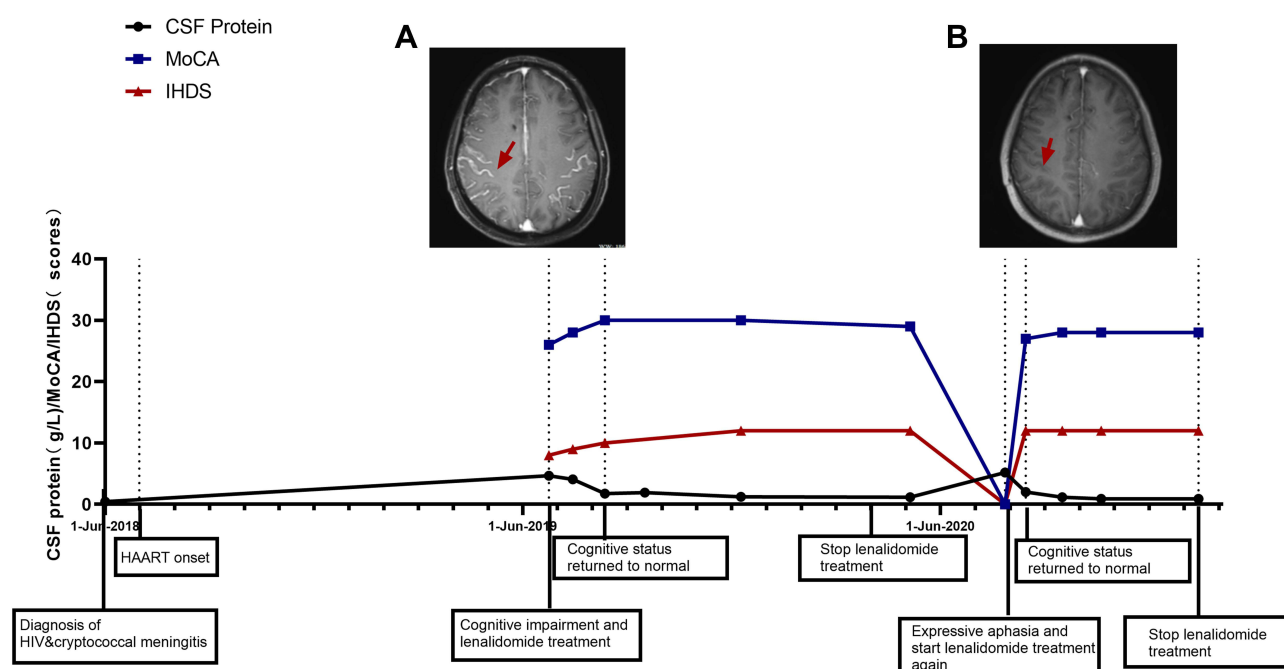 CSF Protein
MoCA
IHDS
A
B
CSF protein( g/L)/MoCA/IHDS( scores)
40
30
20
10
0
1-Jun-2018
1-Jun-2019
1-Jun-2020
HAART onset
Cognitive status
returned to normal
Stop lenalidomide
treatment
Cognitive status
returned to normal
Diagnosis of
HIV&cryptococcal meningitis
Cognitive impairment and
lenalidomide treatment
Expressive aphasia and
start lenalidomide treatment
again
Stop lenalidomide
treatment